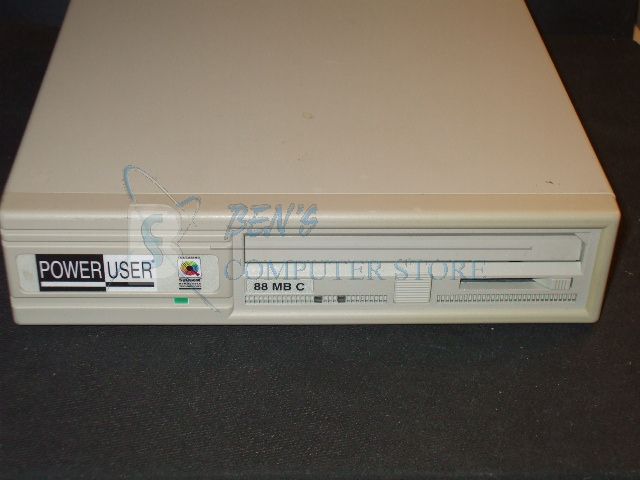 BEN'S
COMPUTER STORE
POWER USER
88 MB C